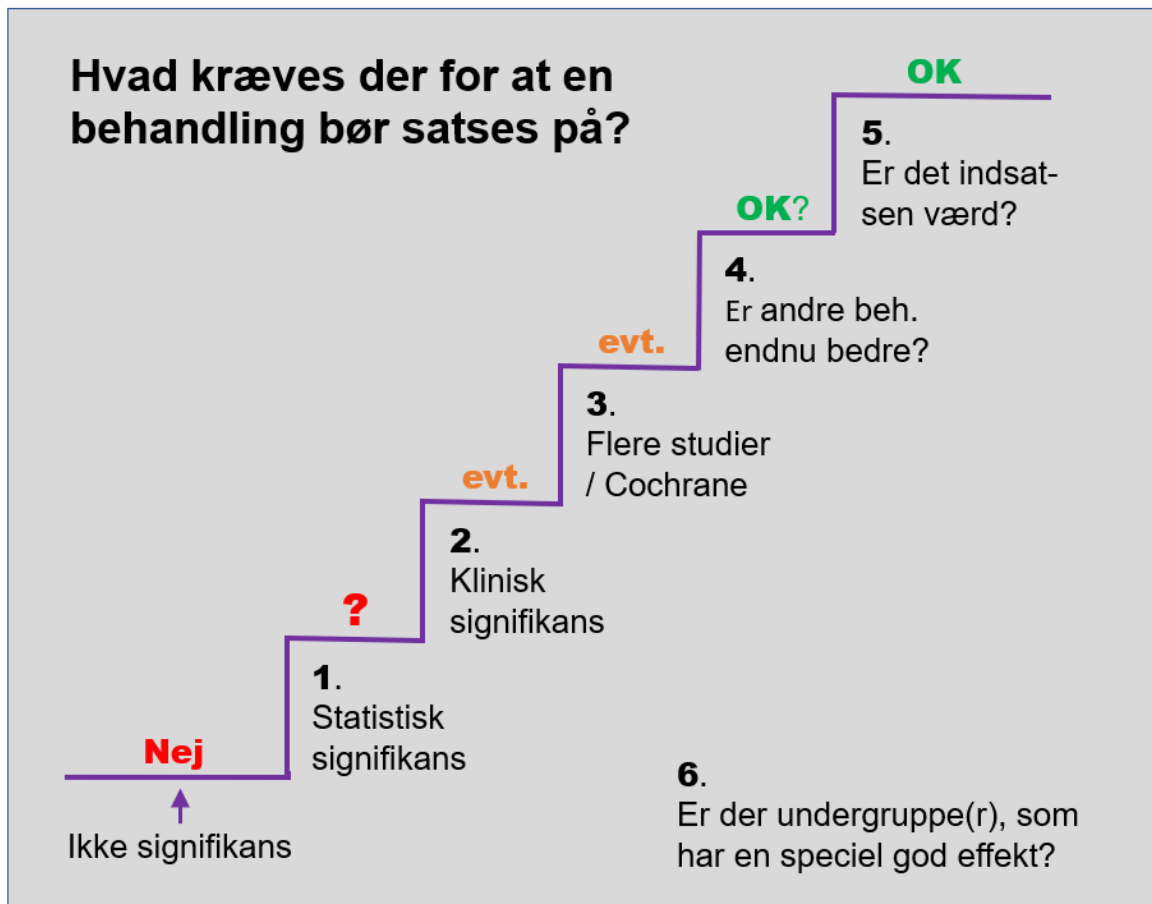 Hvad kræves der for at en
behandling bør satses på?
OK
5.
Er det indsat-
sen værd?
OK?
4.
Er andre beh.
endnu bedre?
evt.
3.
Flere studier
/ Cochrane
evt.
2.
Klinisk
signifikans
?
1.
Statistisk
signifikans
Nej
Ikke signifikans
6.
Er der undergruppe(r), som
har en speciel god effekt?